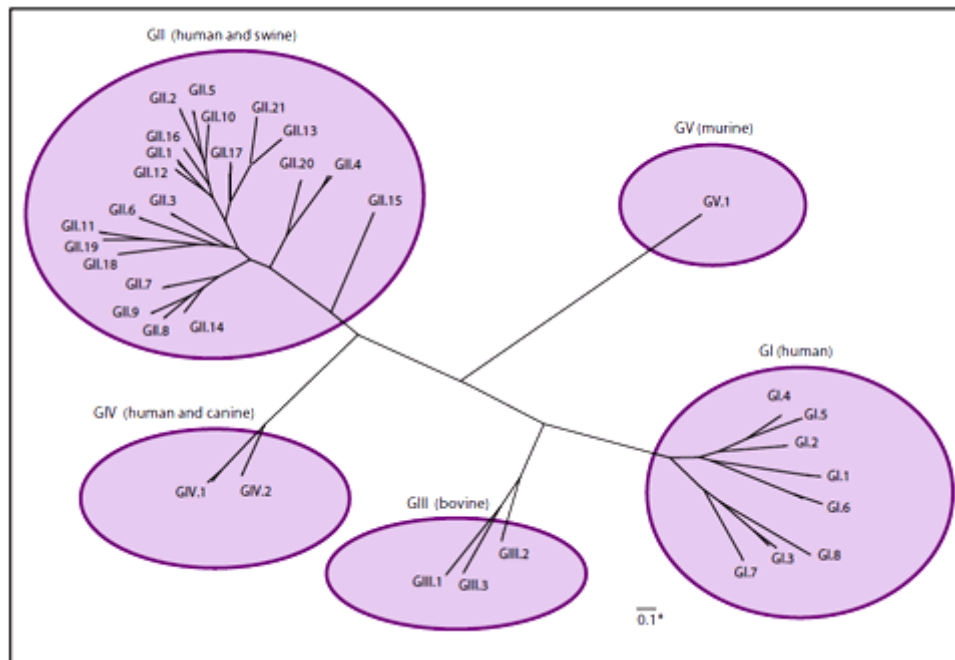 GII (human and swine)
GII.5
GII.2
GII.21
GII.10
GII.13
GII.16
GII.1
GII.17
GII.20
GII.4
GII.12
GII.15
GII.3
GII.6
GII.11
GII.19
GII.18
GII.7
GII.9
GII.8
GII.14
GV (murine)
GV.1
GI (human)
GI.4
GI.5
GI.2
GI.1
GI.6
GI.8
GI.3
GI.7
GIV (human and canine)
GIV.1
GIV.2
GIII (bovine)
GIII.2
GIII.1
GIII.3
0.1*